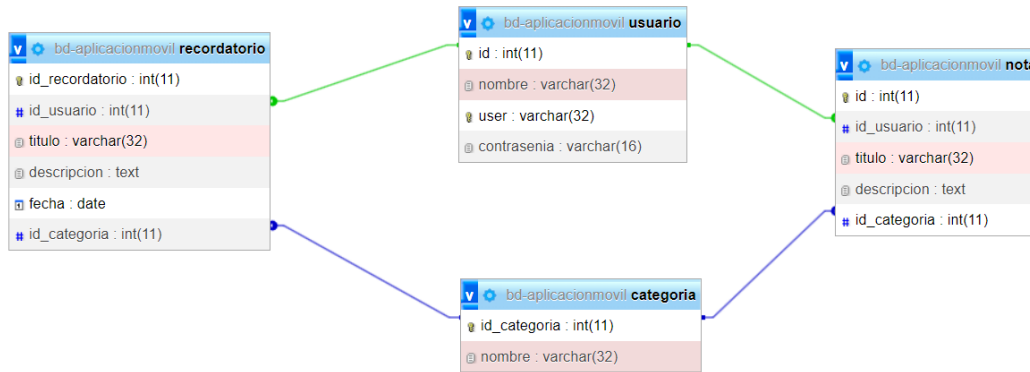 bd-aplicacionmovil recordatorio
id_recordatorio : int(11)
id_usuario : int(11)
titulo : varchar(32)
descripcion : text
fecha : date
id_categoria : int(11)
bd-aplicacionmovil usuario
id : int(11)
nombre : varchar(32)
user : varchar(32)
contrasenia : varchar(16)
bd-aplicacionmovil nota
id : int(11)
id_usuario : int(11)
titulo : varchar(32)
descripcion : text
id_categoria : int(11)
bd-aplicacionmovil categoria
id_categoria : int(11)
nombre : varchar(32)